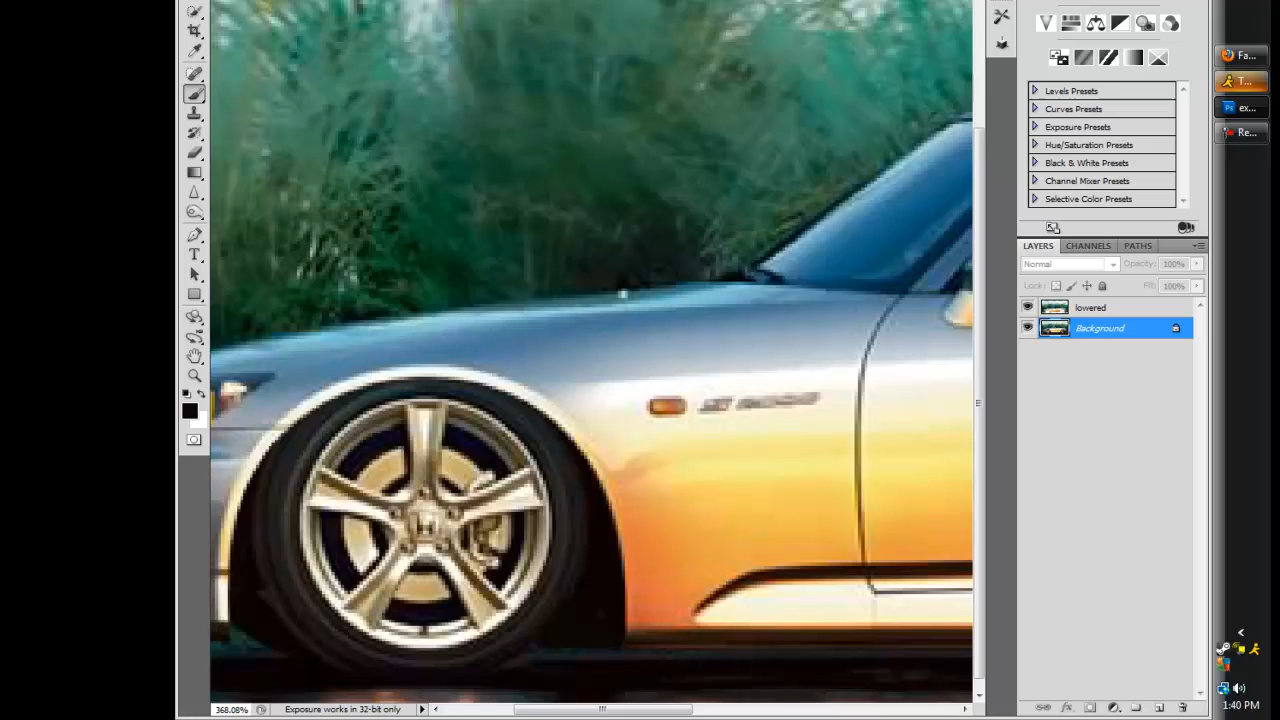 Fa...
T...
ex...
Re...
Levels Presets
Curves Presets
Exposure Presets
Hue/Saturation Presets
Black & White Presets
Channel Mixer Presets
Selective Color Presets
LAYERS CHANNELS PATHS
Normal Opacity: 100%
Lock: Fill: 100%
lowered
Background
368.08% Exposure works in 32-bit only
1:40 PM